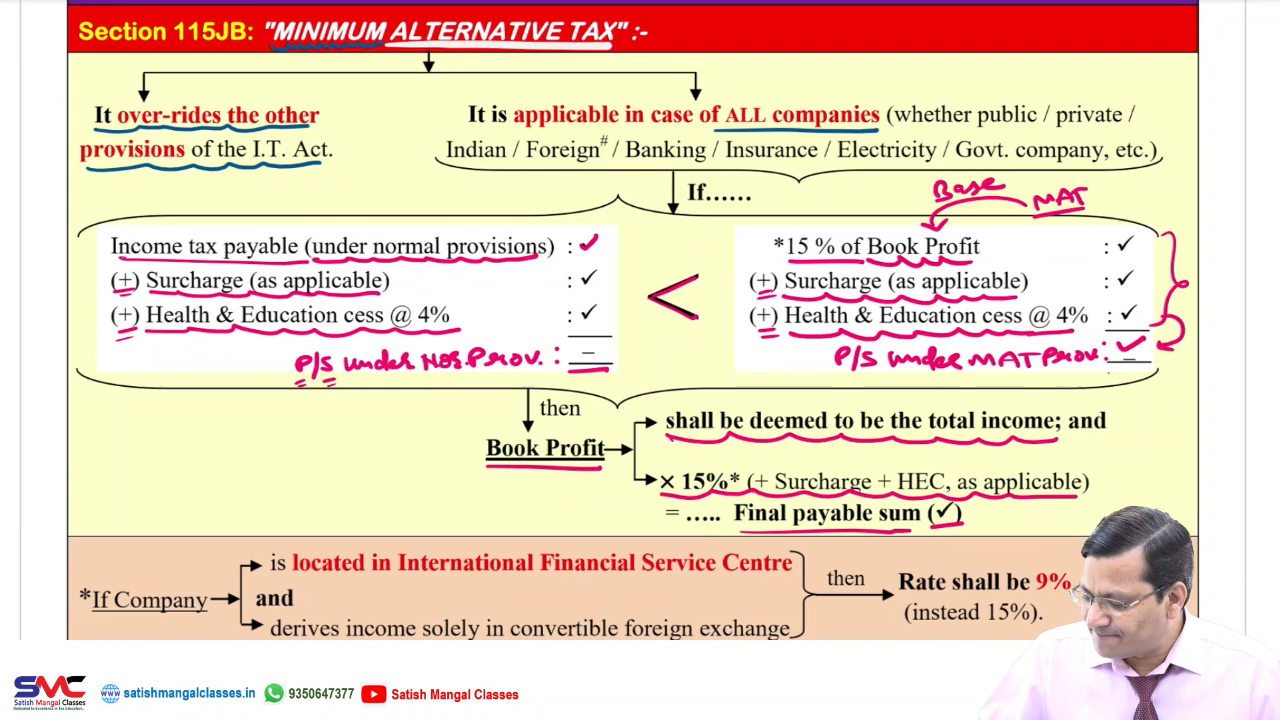 Section 115JB: "MINIMUM ALTERNATIVE TAX" :-
It over-rides the other
provisions of the I.T. Act.
It is applicable in case of ALL companies (whether public / private /
Indian / Foreign# / Banking / Insurance / Electricity / Govt. company, etc.)
If......
Base
MAT
Income tax payable (under normal provisions) : ✓
(+) Surcharge (as applicable) : ✓
(+) Health & Education cess @ 4% : ✓
P/S under Nor. Prov. : –
<
*15 % of Book Profit : ✓
(+) Surcharge (as applicable) : ✓
(+) Health & Education cess @ 4% : ✓
P/S under MAT Prov. : ✓
then
Book Profit
shall be deemed to be the total income; and
× 15%* (+ Surcharge + HEC, as applicable)
= ….. Final payable sum (✓)
*If Company
is located in International Financial Service Centre
and
derives income solely in convertible foreign exchange
then
Rate shall be 9%
(instead 15%).
SMC
Satish Mangal Classes
satishmangalclasses.in
9350647377
Satish Mangal Classes